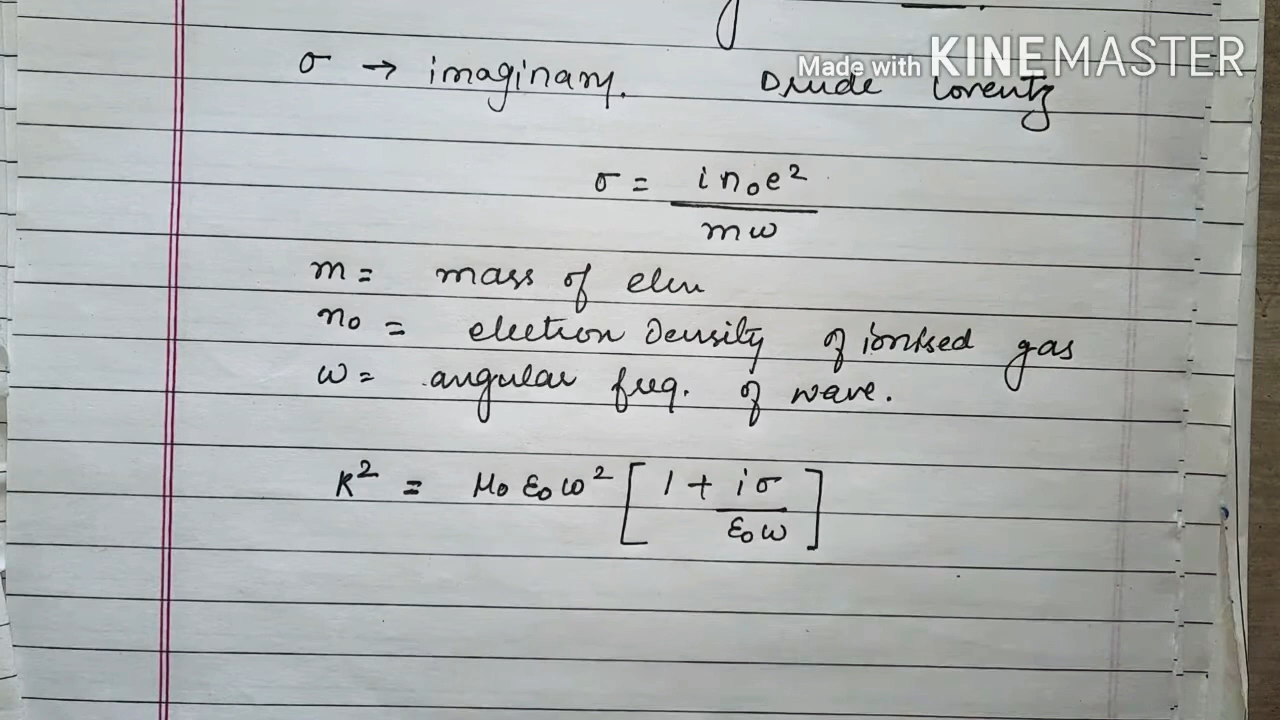 Made with KINEMASTER
σ → imaginary. Drude Lorentz
σ = i n₀e² / mω
m = mass of elen
n₀ = electron Density of ionised gas
ω = angular freq. of wave.
K² = μ₀ ε₀ ω² [ 1 + iσ / ε₀ω ]